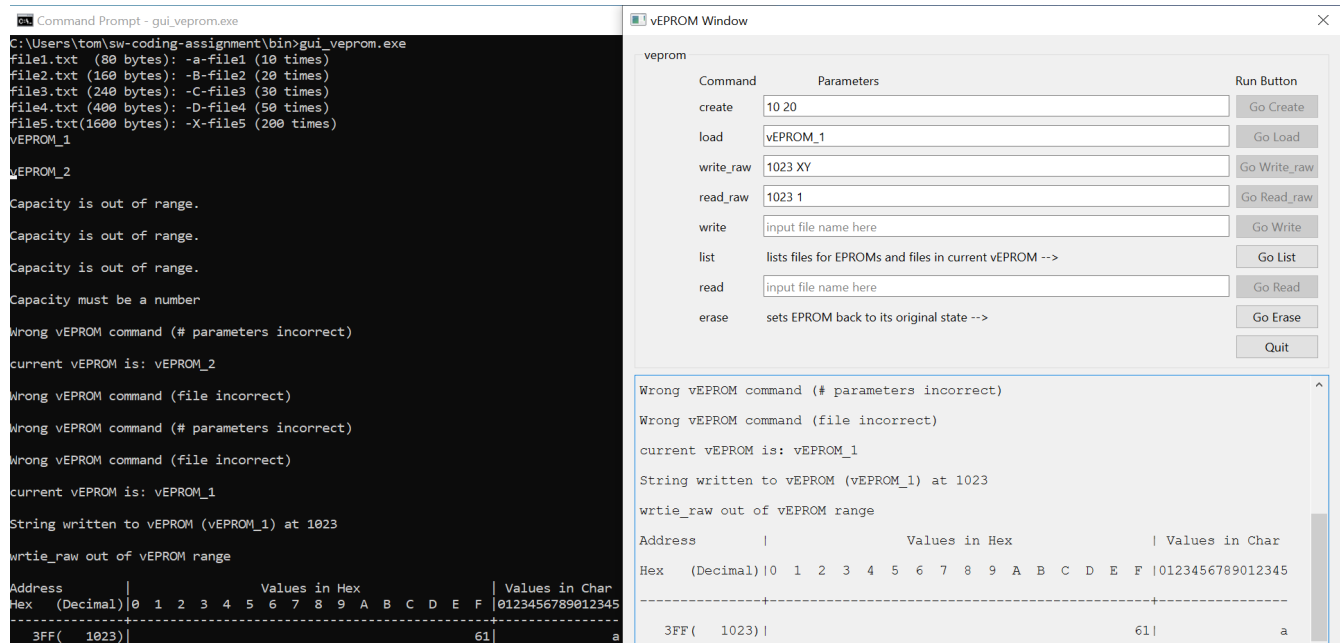 Command Prompt - gui_veprom.exe
C:\Users\tom\sw-coding-assignment\bin>gui_veprom.exe
file1.txt  (80 bytes): -a-file1 (10 times)
file2.txt (160 bytes): -B-file2 (20 times)
file3.txt (240 bytes): -C-file3 (30 times)
file4.txt (400 bytes): -D-file4 (50 times)
file5.txt(1600 bytes): -X-file5 (200 times)
vEPROM_1
vEPROM_2
Capacity is out of range.
Capacity is out of range.
Capacity is out of range.
Capacity must be a number
Wrong vEPROM command (# parameters incorrect)
current vEPROM is: vEPROM_2
Wrong vEPROM command (file incorrect)
Wrong vEPROM command (# parameters incorrect)
Wrong vEPROM command (file incorrect)
current vEPROM is: vEPROM_1
String written to vEPROM (vEPROM_1) at 1023
wrtie_raw out of vEPROM range
Address | Values in Hex | Values in Char
Hex (Decimal)|0 1 2 3 4 5 6 7 8 9 A B C D E F |0123456789012345
---------------+-----------------------------------------------+----------------
3FF( 1023)| 61| a
vEPROM Window
veprom
Command Parameters Run Button
create 10 20 Go Create
load vEPROM_1 Go Load
write_raw 1023 XY Go Write_raw
read_raw 1023 1 Go Read_raw
write input file name here Go Write
list lists files for EPROMs and files in current vEPROM --> Go List
read input file name here Go Read
erase sets EPROM back to its original state --> Go Erase
Quit
Wrong vEPROM command (# parameters incorrect)
Wrong vEPROM command (file incorrect)
current vEPROM is: vEPROM_1
String written to vEPROM (vEPROM_1) at 1023
wrtie_raw out of vEPROM range
Address | Values in Hex | Values in Char
Hex (Decimal)|0 1 2 3 4 5 6 7 8 9 A B C D E F |0123456789012345
---------------+-----------------------------------------------+----------------
3FF( 1023)| 61| a